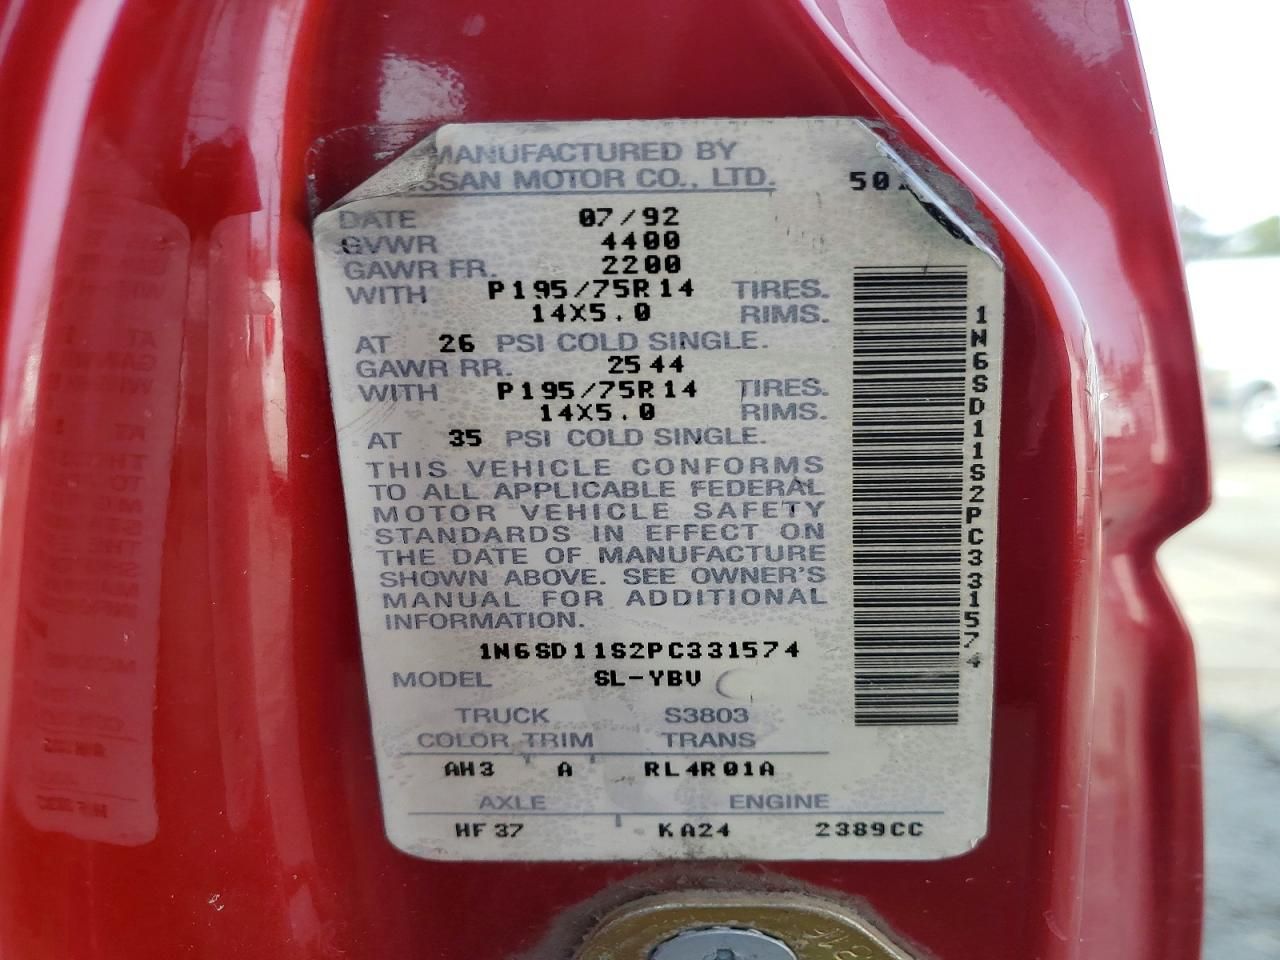 MANUFACTURED BY
SSAN MOTOR CO., LTD. 50
DATE 07/92
GVWR 4400
GAWR FR. 2200
WITH P195/75R14 TIRES.
14X5.0 RIMS.
AT 26 PSI COLD SINGLE.
GAWR RR. 2544
WITH P195/75R14 TIRES.
14X5.0 RIMS.
AT 35 PSI COLD SINGLE.
THIS VEHICLE CONFORMS
TO ALL APPLICABLE FEDERAL
MOTOR VEHICLE SAFETY
STANDARDS IN EFFECT ON
THE DATE OF MANUFACTURE
SHOWN ABOVE. SEE OWNER'S
MANUAL FOR ADDITIONAL
INFORMATION.
1N6SD11S2PC331574
MODEL SL-YBV
TRUCK S3803
COLOR TRIM TRANS
AH3 A RL4R01A
AXLE ENGINE
HF37 KA24 2389CC
1N6SD11S2PC331574